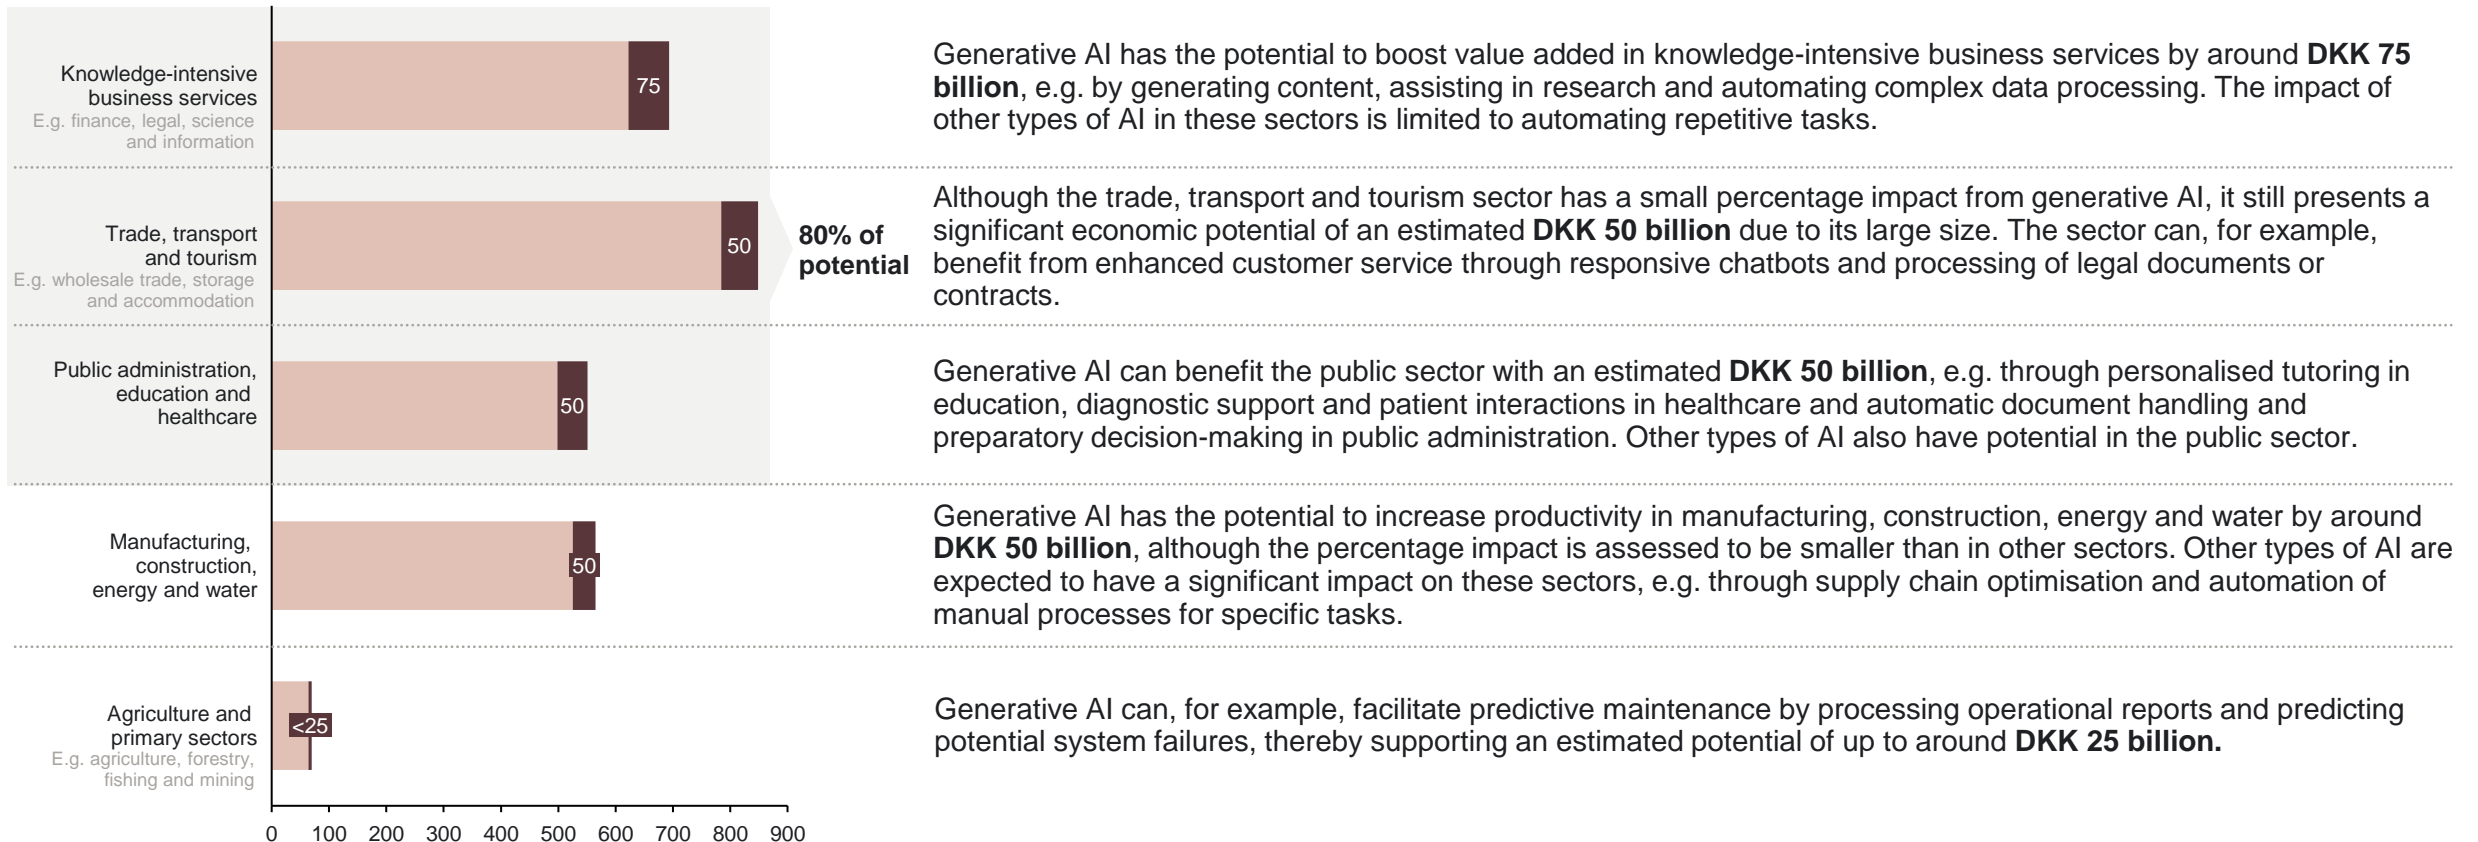 Knowledge-intensive
business services
E.g. finance, legal, science
and information
75
Generative AI has the potential to boost value added in knowledge-intensive business services by around DKK 75
billion, e.g. by generating content, assisting in research and automating complex data processing. The impact of
other types of AI in these sectors is limited to automating repetitive tasks.
Trade, transport
and tourism
E.g. wholesale trade, storage
and accommodation
50
80% of
potential
Although the trade, transport and tourism sector has a small percentage impact from generative AI, it still presents a
significant economic potential of an estimated DKK 50 billion due to its large size. The sector can, for example,
benefit from enhanced customer service through responsive chatbots and processing of legal documents or
contracts.
Public administration,
education and
healthcare
50
Generative AI can benefit the public sector with an estimated DKK 50 billion, e.g. through personalised tutoring in
education, diagnostic support and patient interactions in healthcare and automatic document handling and
preparatory decision-making in public administration. Other types of AI also have potential in the public sector.
Manufacturing,
construction,
energy and water
50
Generative AI has the potential to increase productivity in manufacturing, construction, energy and water by around
DKK 50 billion, although the percentage impact is assessed to be smaller than in other sectors. Other types of AI are
expected to have a significant impact on these sectors, e.g. through supply chain optimisation and automation of
manual processes for specific tasks.
Agriculture and
primary sectors
E.g. agriculture, forestry,
fishing and mining
<25
Generative AI can, for example, facilitate predictive maintenance by processing operational reports and predicting
potential system failures, thereby supporting an estimated potential of up to around DKK 25 billion.
0 100 200 300 400 500 600 700 800 900